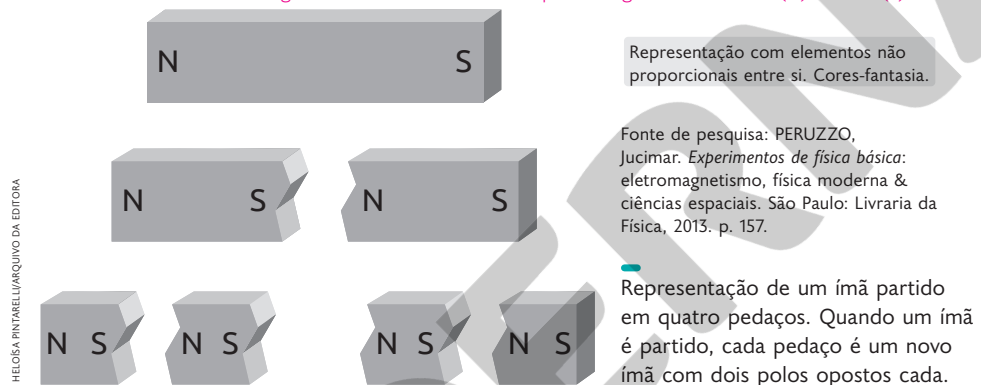 N S
Representação com elementos não
proporcionais entre si. Cores-fantasia.
Fonte de pesquisa: PERUZZO,
Jucimar. Experimentos de física básica:
eletromagnetismo, física moderna &
ciências espaciais. São Paulo: Livraria da
Física, 2013. p. 157.
N S N S
HELOÍSA PINTARELLI/ARQUIVO DA EDITORA
N S N S N S N S
Representação de um ímã partido
em quatro pedaços. Quando um ímã
é partido, cada pedaço é um novo
ímã com dois polos opostos cada.